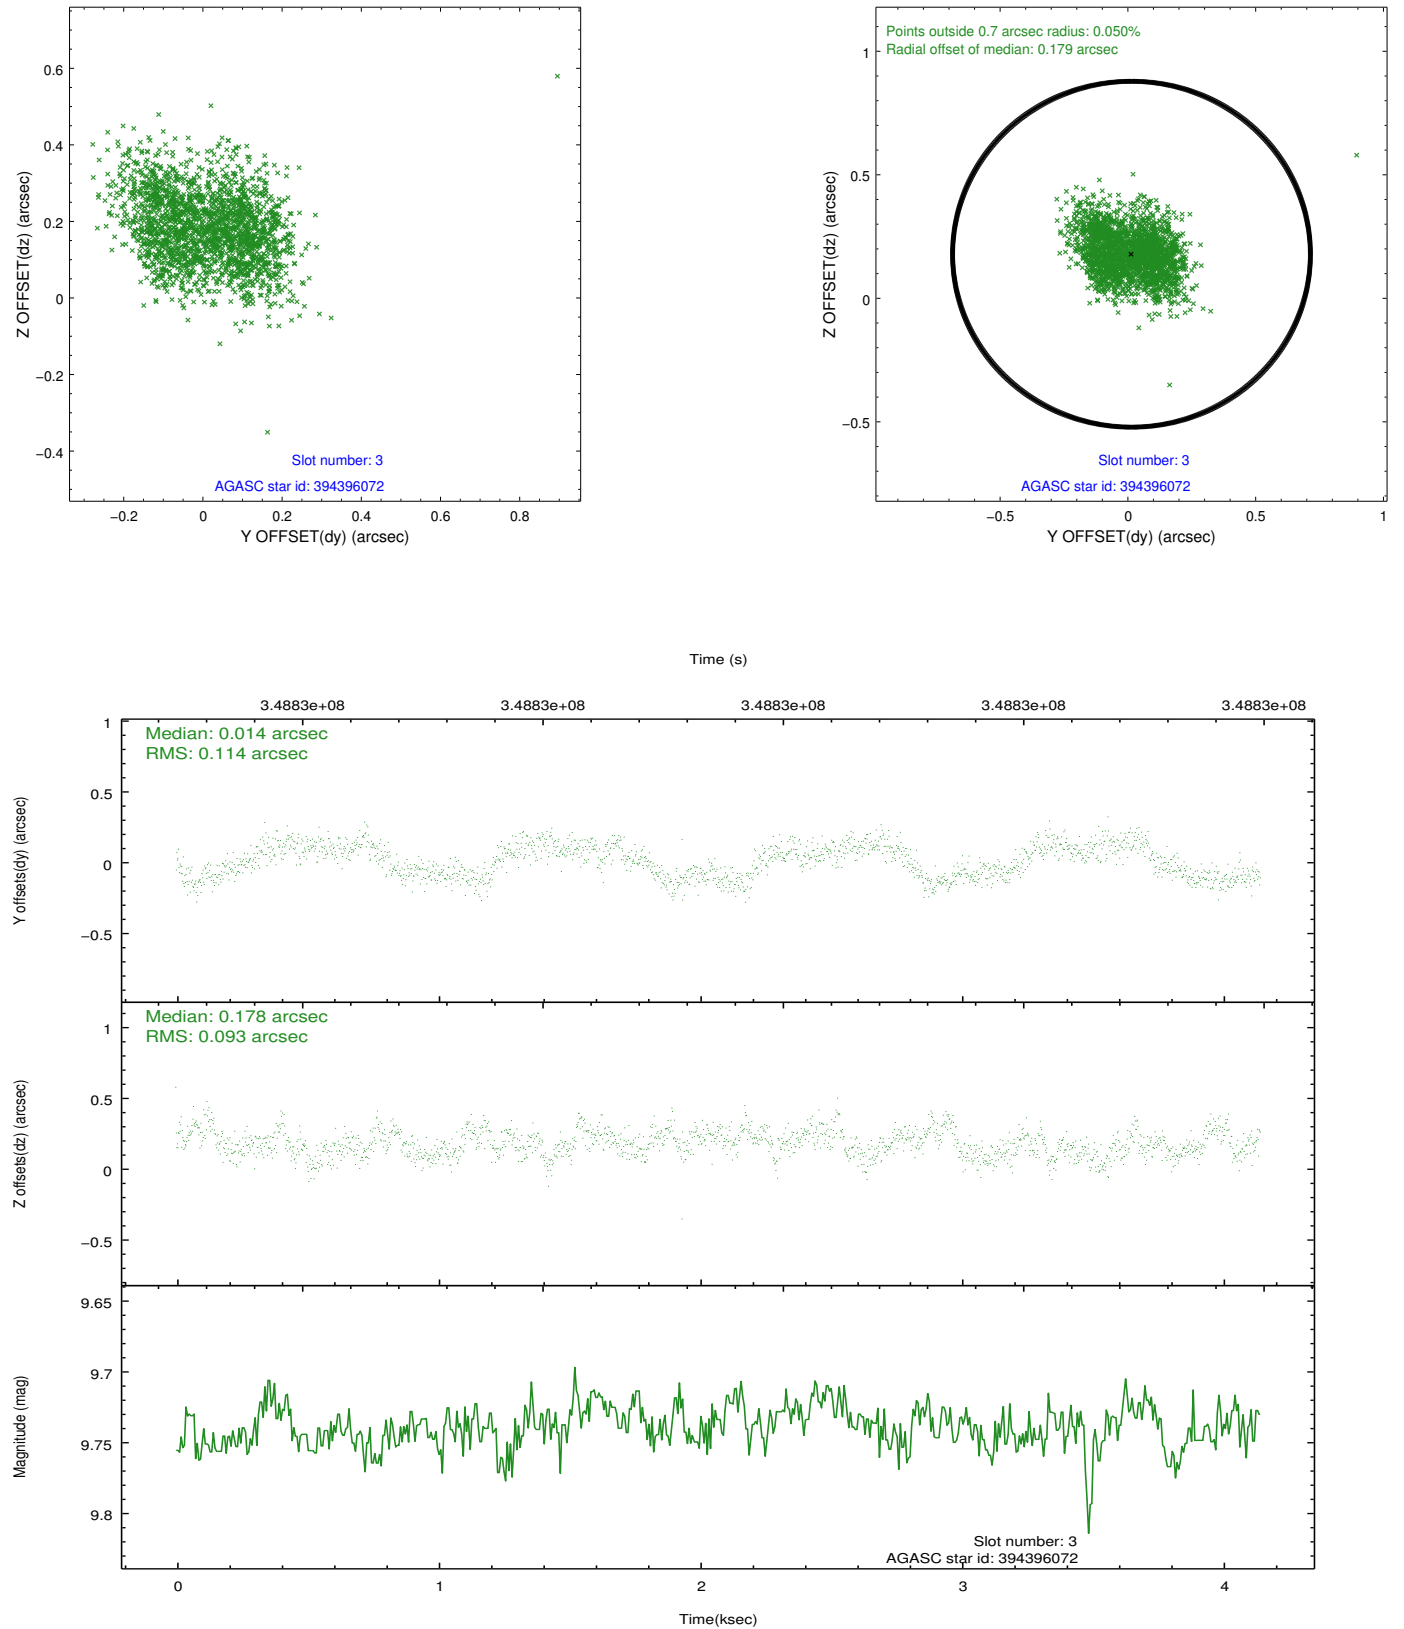 0.6
0.4
0.2
0
−0.2
−0.4
−0.2 0 0.2 0.4 0.6 0.8
Z OFFSET(dz) (arcsec)
Y OFFSET(dy) (arcsec)
Slot number: 3
AGASC star id: 394396072
Points outside 0.7 arcsec radius: 0.050%
Radial offset of median: 0.179 arcsec
1
0.5
0
−0.5
−0.5 0 0.5 1
Z OFFSET(dz) (arcsec)
Y OFFSET(dy) (arcsec)
Slot number: 3
AGASC star id: 394396072
Time (s)
3.4883e+08 3.4883e+08 3.4883e+08 3.4883e+08 3.4883e+08
Median: 0.014 arcsec
RMS: 0.114 arcsec
1
0.5
0
−0.5
Y offsets(dy) (arcsec)
Median: 0.178 arcsec
RMS: 0.093 arcsec
1
0.5
0
−0.5
Z offsets(dz) (arcsec)
9.65
9.7
9.75
9.8
Magnitude (mag)
Slot number: 3
AGASC star id: 394396072
0 1 2 3 4
Time(ksec)